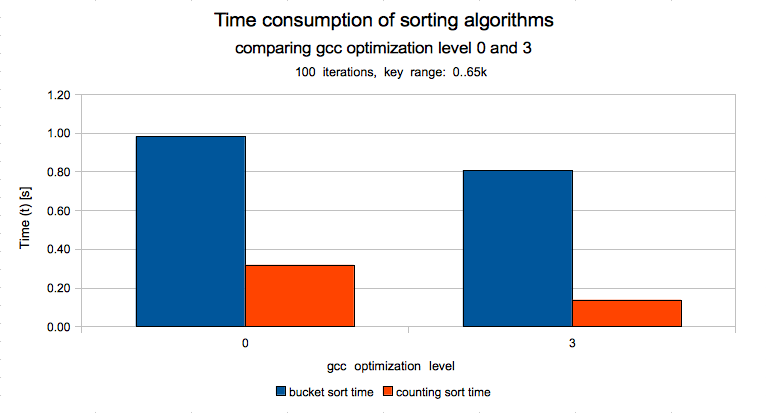 Time consumption of sorting algorithms
comparing gcc optimization level 0 and 3
100 iterations, key range: 0..65k
1.20
1.00
0.80
0.60
0.40
0.20
0.00
Time (t) [s]
0 3
gcc optimization level
bucket sort time counting sort time